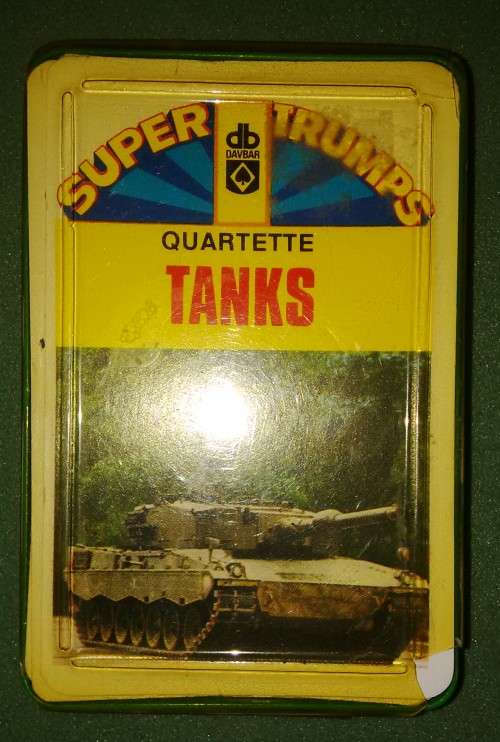 SUPER TRUMPS
db
DAVBAR
QUARTETTE
TANKS